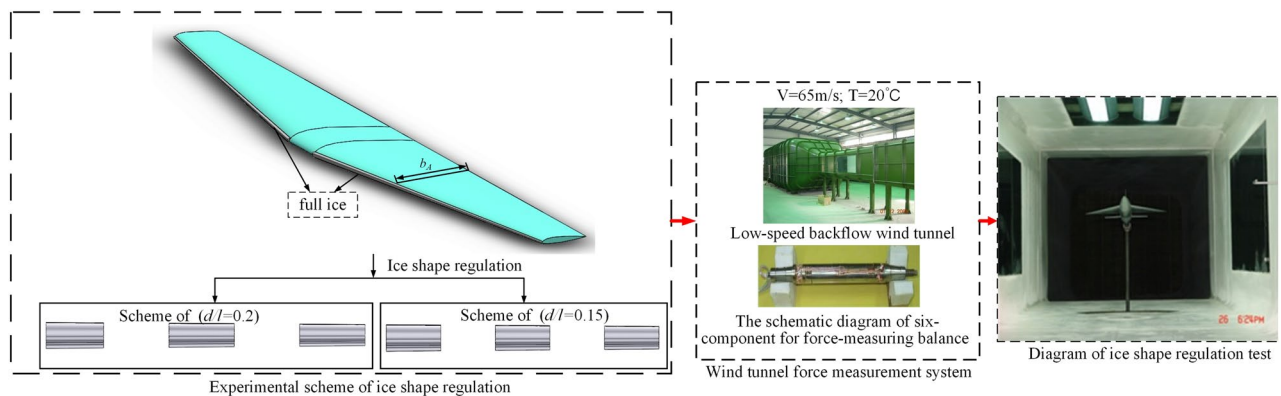 b_A
full ice
Ice shape regulation
Scheme of (d/l=0.2)
Scheme of (d/l=0.15)
Experimental scheme of ice shape regulation
V=65m/s; T=20℃
Low-speed backflow wind tunnel
The schematic diagram of six-
component for force-measuring balance
Wind tunnel force measurement system
26 6:24PM
Diagram of ice shape regulation test